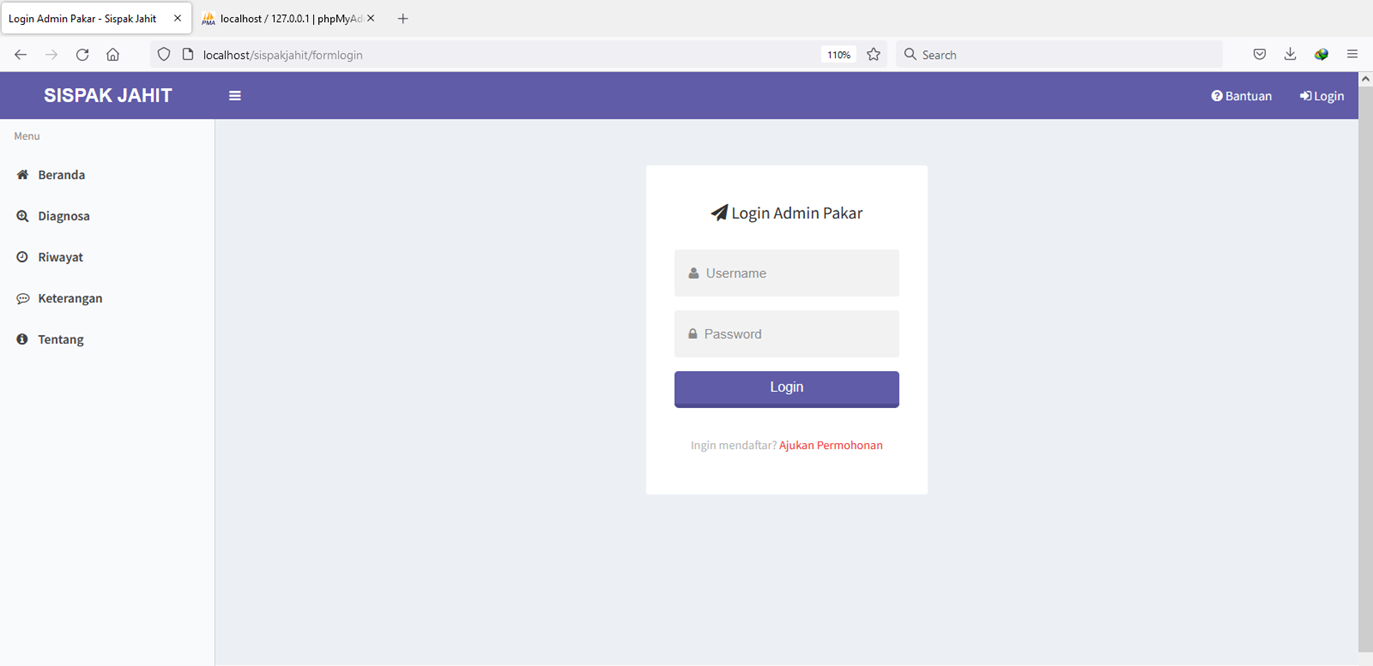 Login Admin Pakar - Sispak Jahit
PMA localhost / 127.0.0.1 | phpMyAd
localhost/sispakjahit/formlogin 110% Search
SISPAK JAHIT Bantuan Login
Menu
Beranda
Diagnosa
Riwayat
Keterangan
Tentang
Login Admin Pakar
Username
Password
Login
Ingin mendaftar? Ajukan Permohonan